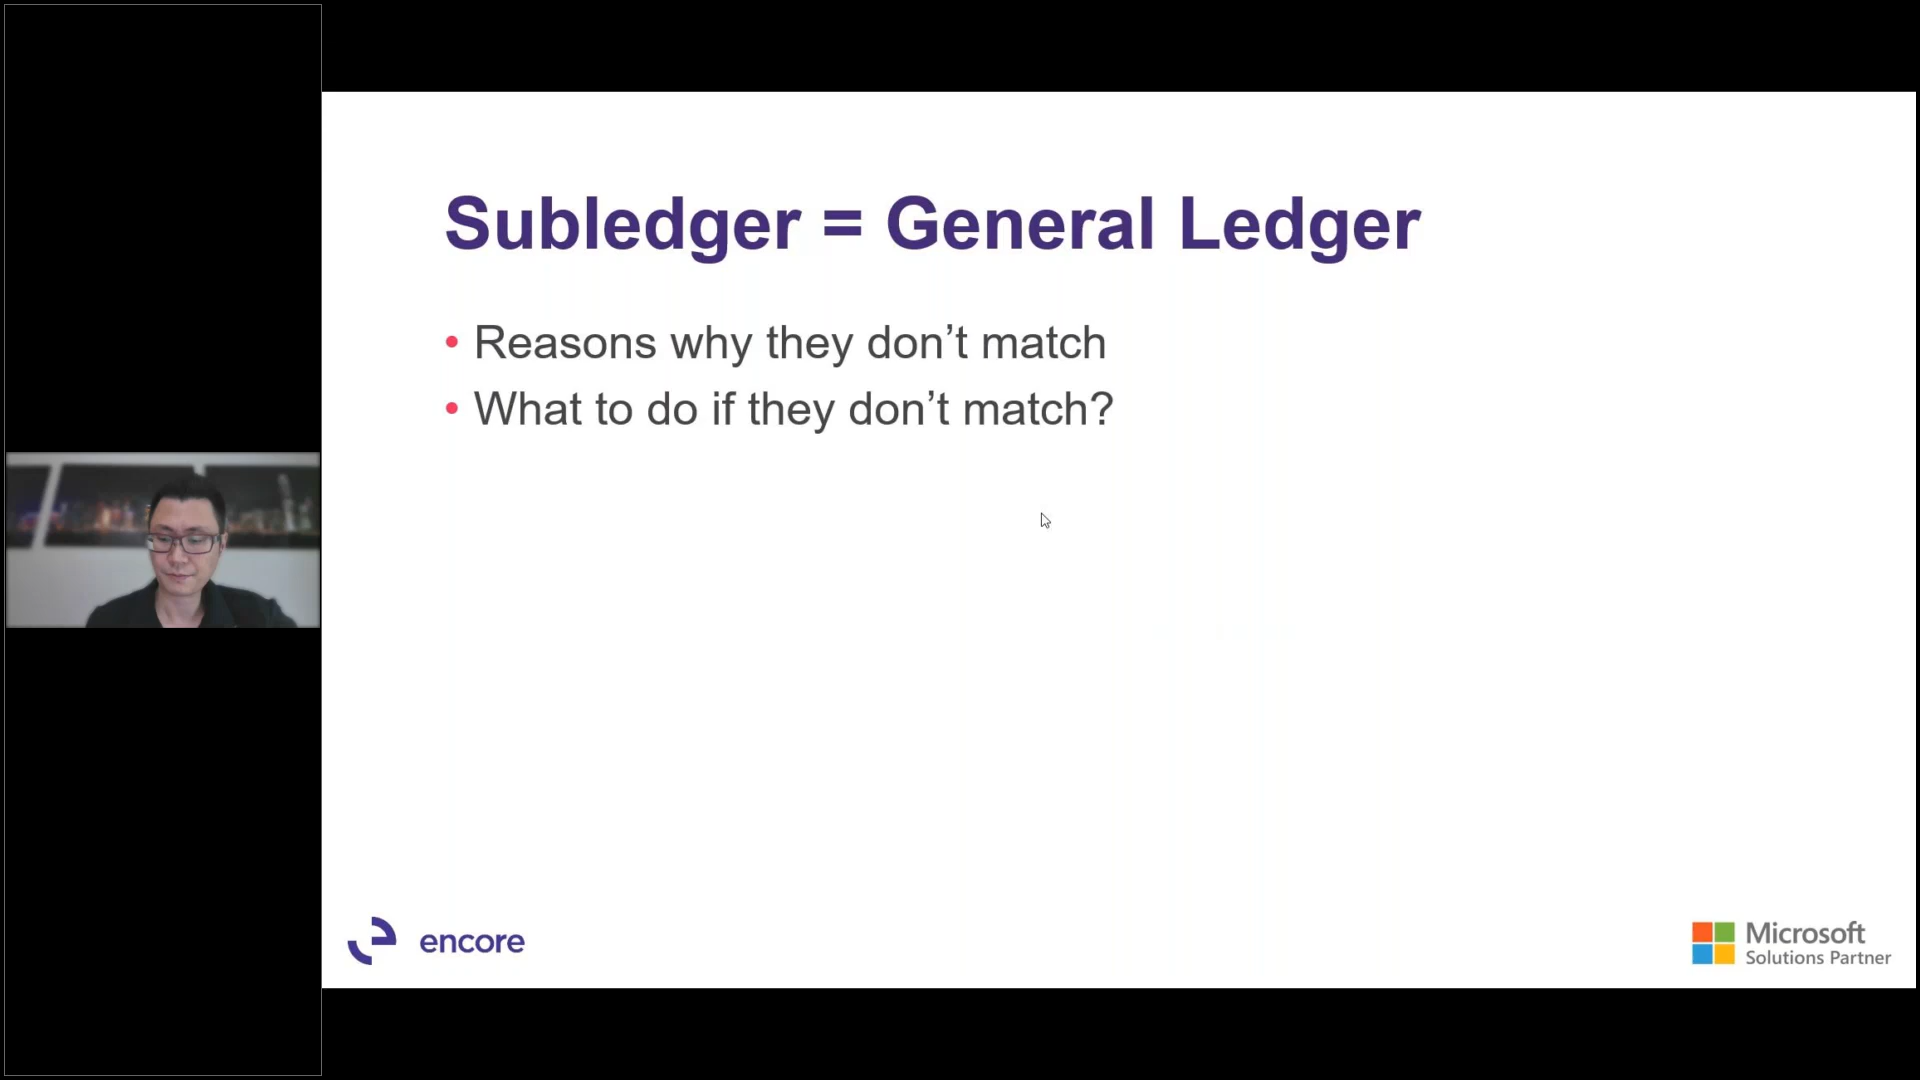 Subledger = General Ledger
• Reasons why they don’t match
• What to do if they don’t match?
encore
Microsoft
Solutions Partner